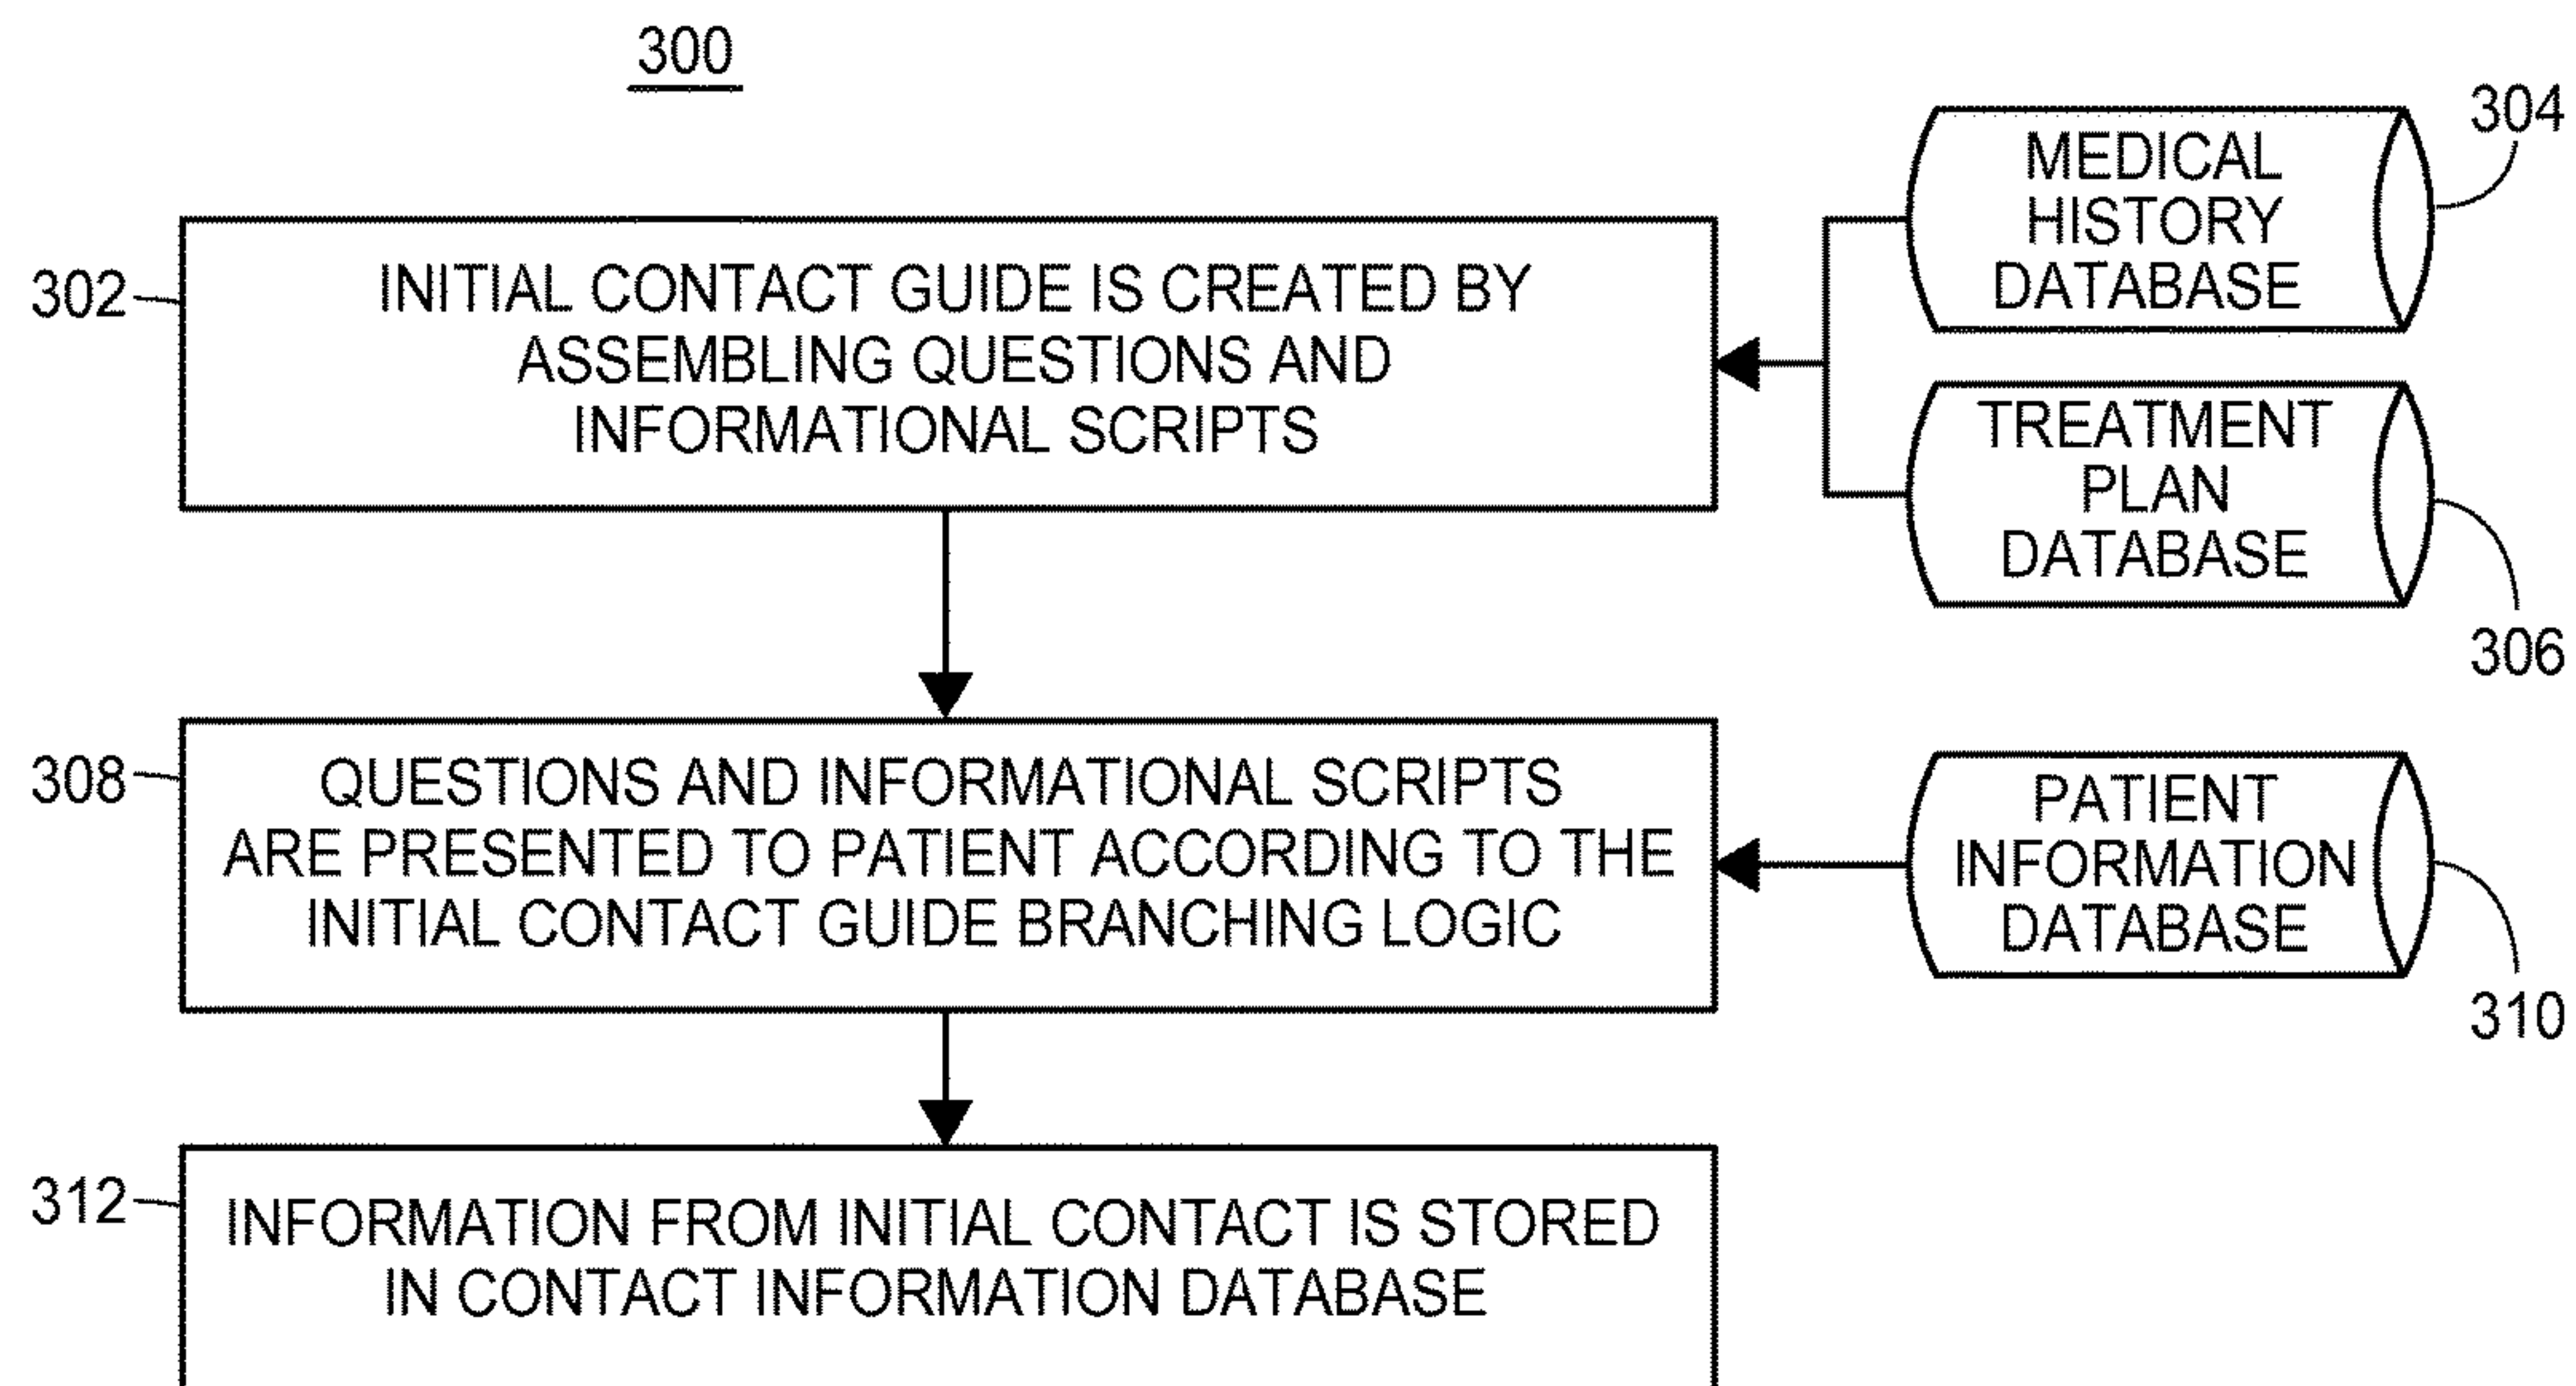 300
304
MEDICAL
HISTORY
DATABASE
302
INITIAL CONTACT GUIDE IS CREATED BY
ASSEMBLING QUESTIONS AND
INFORMATIONAL SCRIPTS
TREATMENT
PLAN
DATABASE
306
308
QUESTIONS AND INFORMATIONAL SCRIPTS
ARE PRESENTED TO PATIENT ACCORDING TO THE
INITIAL CONTACT GUIDE BRANCHING LOGIC
PATIENT
INFORMATION
DATABASE
310
312
INFORMATION FROM INITIAL CONTACT IS STORED
IN CONTACT INFORMATION DATABASE